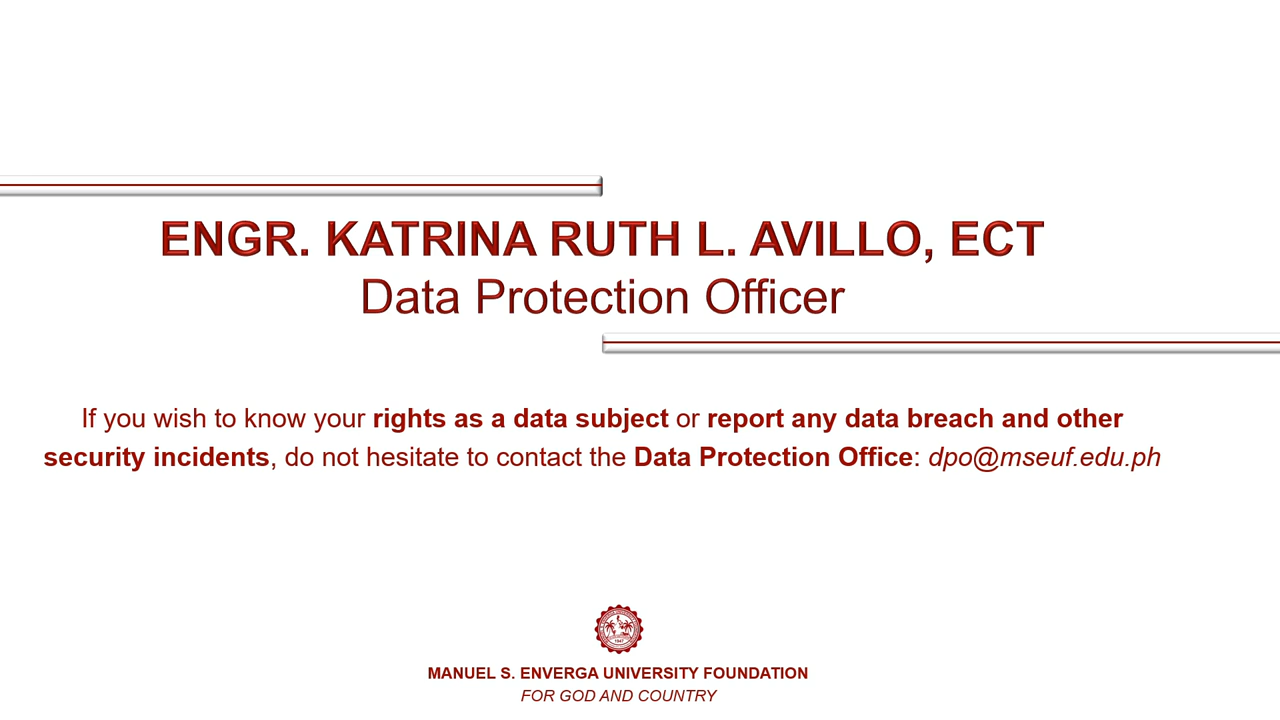 ENGR. KATRINA RUTH L. AVILLO, ECT
Data Protection Officer
If you wish to know your rights as a data subject or report any data breach and other
security incidents, do not hesitate to contact the Data Protection Office: dpo@mseuf.edu.ph
1947
MANUEL S. ENVERGA UNIVERSITY FOUNDATION
FOR GOD AND COUNTRY